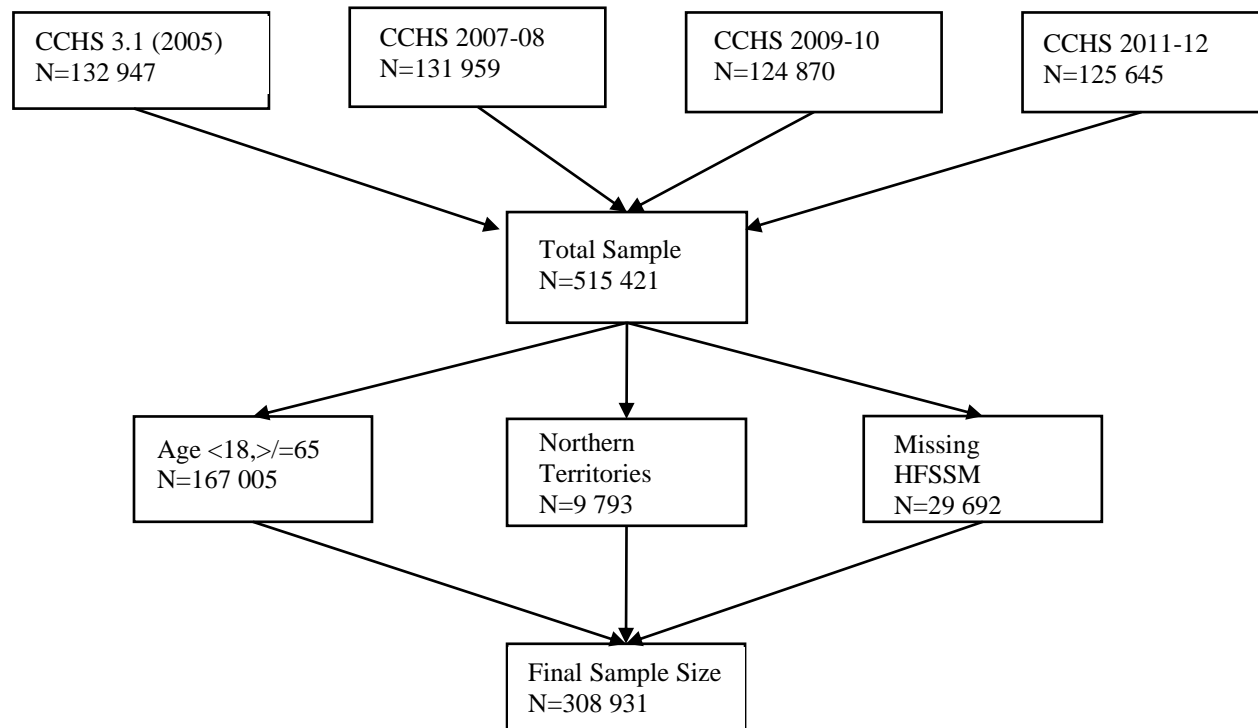 CCHS 3.1 (2005)
N=132 947
CCHS 2007-08
N=131 959
CCHS 2009-10
N=124 870
CCHS 2011-12
N=125 645
Total Sample
N=515 421
Age <18,>/=65
N=167 005
Northern
Territories
N=9 793
Missing
HFSSM
N=29 692
Final Sample Size
N=308 931